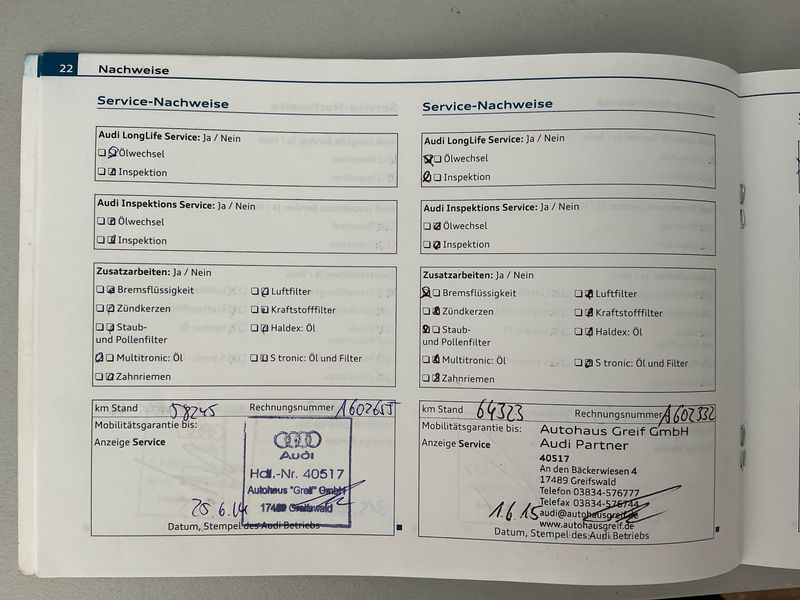 22 Nachweise
Service-Nachweise
Audi LongLife Service: Ja / Nein
Ölwechsel
Inspektion
Audi Inspektions Service: Ja / Nein
Ölwechsel
Inspektion
Zusatzarbeiten: Ja / Nein
Bremsflüssigkeit Luftfilter
Zündkerzen Kraftstofffilter
Staub- Haldex: Öl
und Pollenfilter
Multitronic: Öl S tronic: Öl und Filter
Zahnriemen
km Stand 58245 Rechnungsnummer 1602655
Mobilitätsgarantie bis:
Anzeige Service
Audi
Hdl.-Nr. 40517
Autohaus "Greif" GmbH
17489 Greifswald
25.6.14
Datum, Stempel des Audi Betriebs
Service-Nachweise
Audi LongLife Service: Ja / Nein
Ölwechsel
Inspektion
Audi Inspektions Service: Ja / Nein
Ölwechsel
Inspektion
Zusatzarbeiten: Ja / Nein
Bremsflüssigkeit Luftfilter
Zündkerzen Kraftstofffilter
Staub- Haldex: Öl
und Pollenfilter
Multitronic: Öl S tronic: Öl und Filter
Zahnriemen
km Stand 64323 Rechnungsnummer 1602332
Mobilitätsgarantie bis:
Anzeige Service
Autohaus Greif GmbH
Audi Partner
40517
An den Bäckerwiesen 4
17489 Greifswald
Telefon 03834-576777
Telefax 03834-576744
1.6.15 audi@autohausgreif.de
www.autohausgreif.de
Datum, Stempel des Audi Betriebs